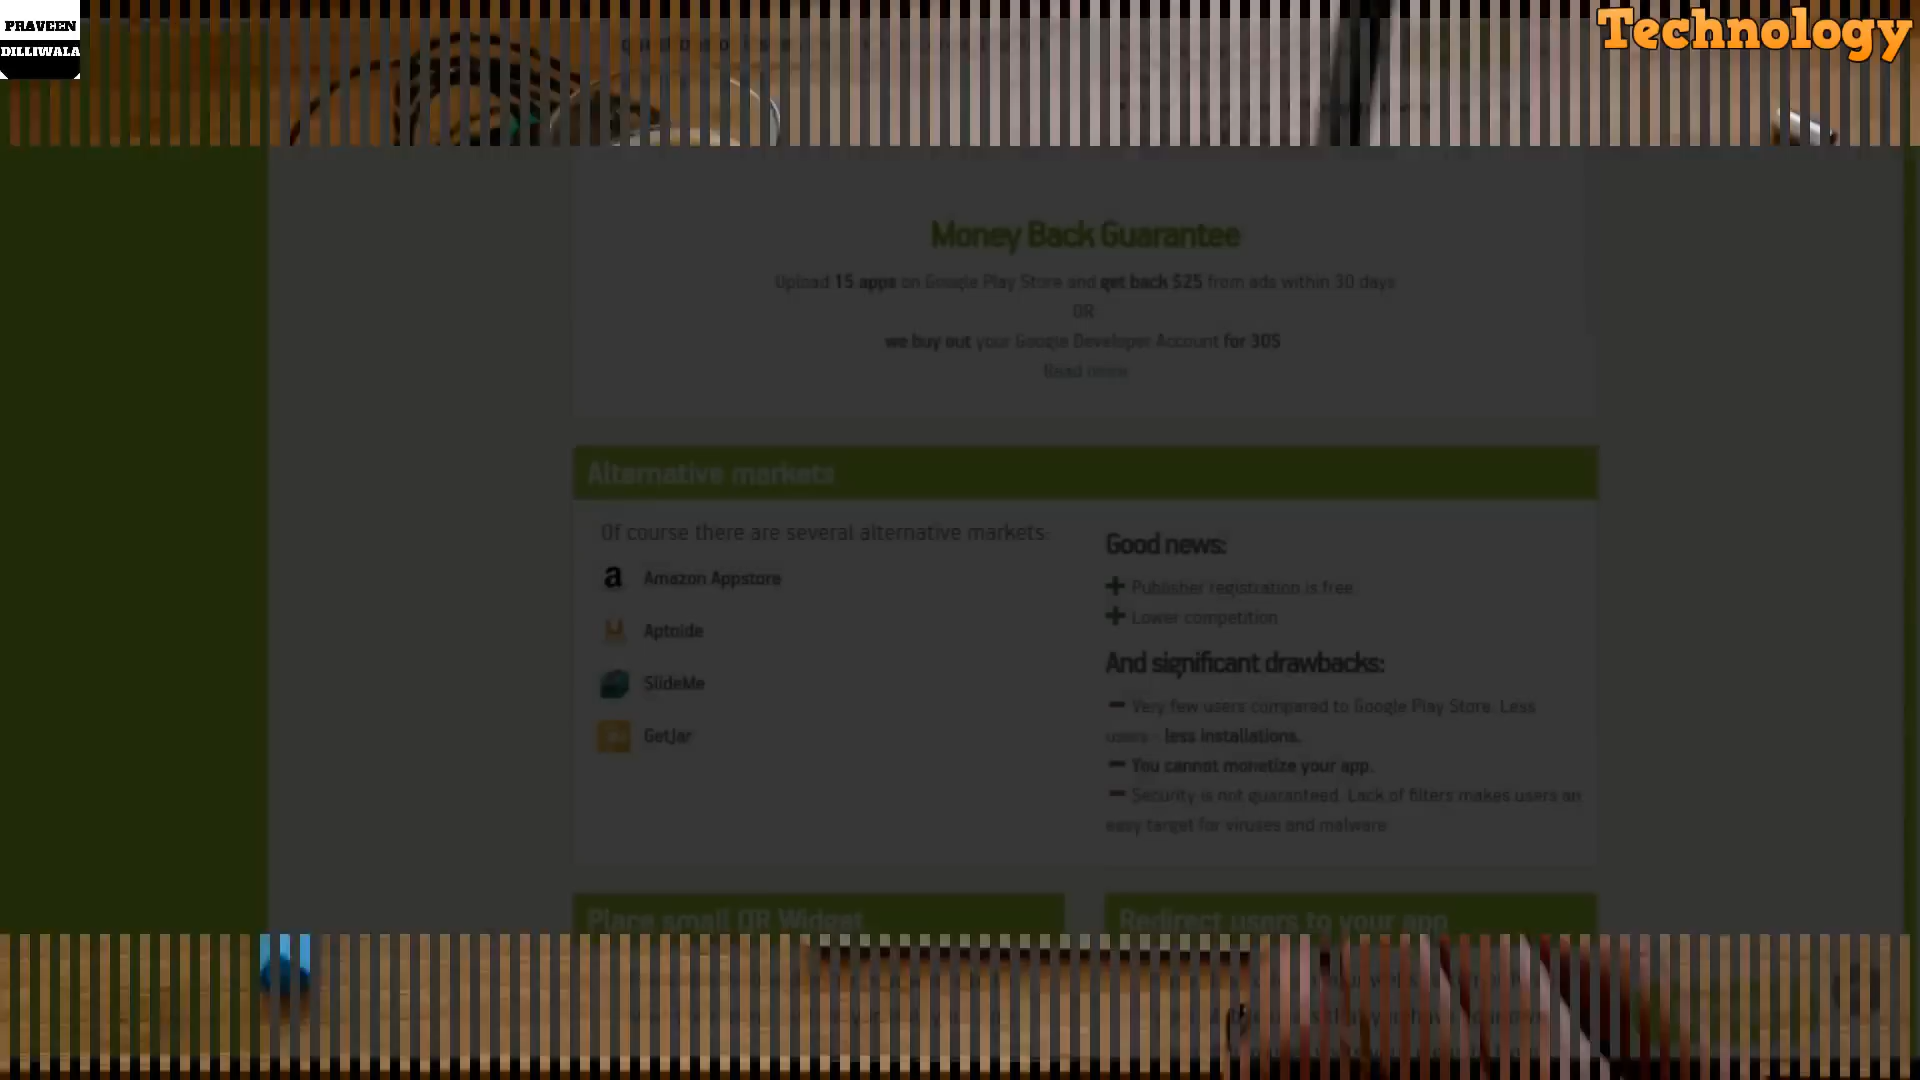 PRAVEEN
DILLIWALA
Technology
Money Back Guarantee
Upload 15 apps on Google Play Store and get back $25 from ads within 30 days
OR
we buy out your Google Developer Account for 30$
Read more
Alternative markets
Of course there are several alternative markets:
Amazon Appstore
Aptoide
SlideMe
GetJar
Good news:
+ Publisher registration is free
+ Lower competition
And significant drawbacks:
- Very few users compared to Google Play Store. Less
users - less installations.
- You cannot monetize your app.
- Security is not guaranteed. Lack of filters makes users an
easy target for viruses and malware
Place small QR Widget
Redirect users to your app